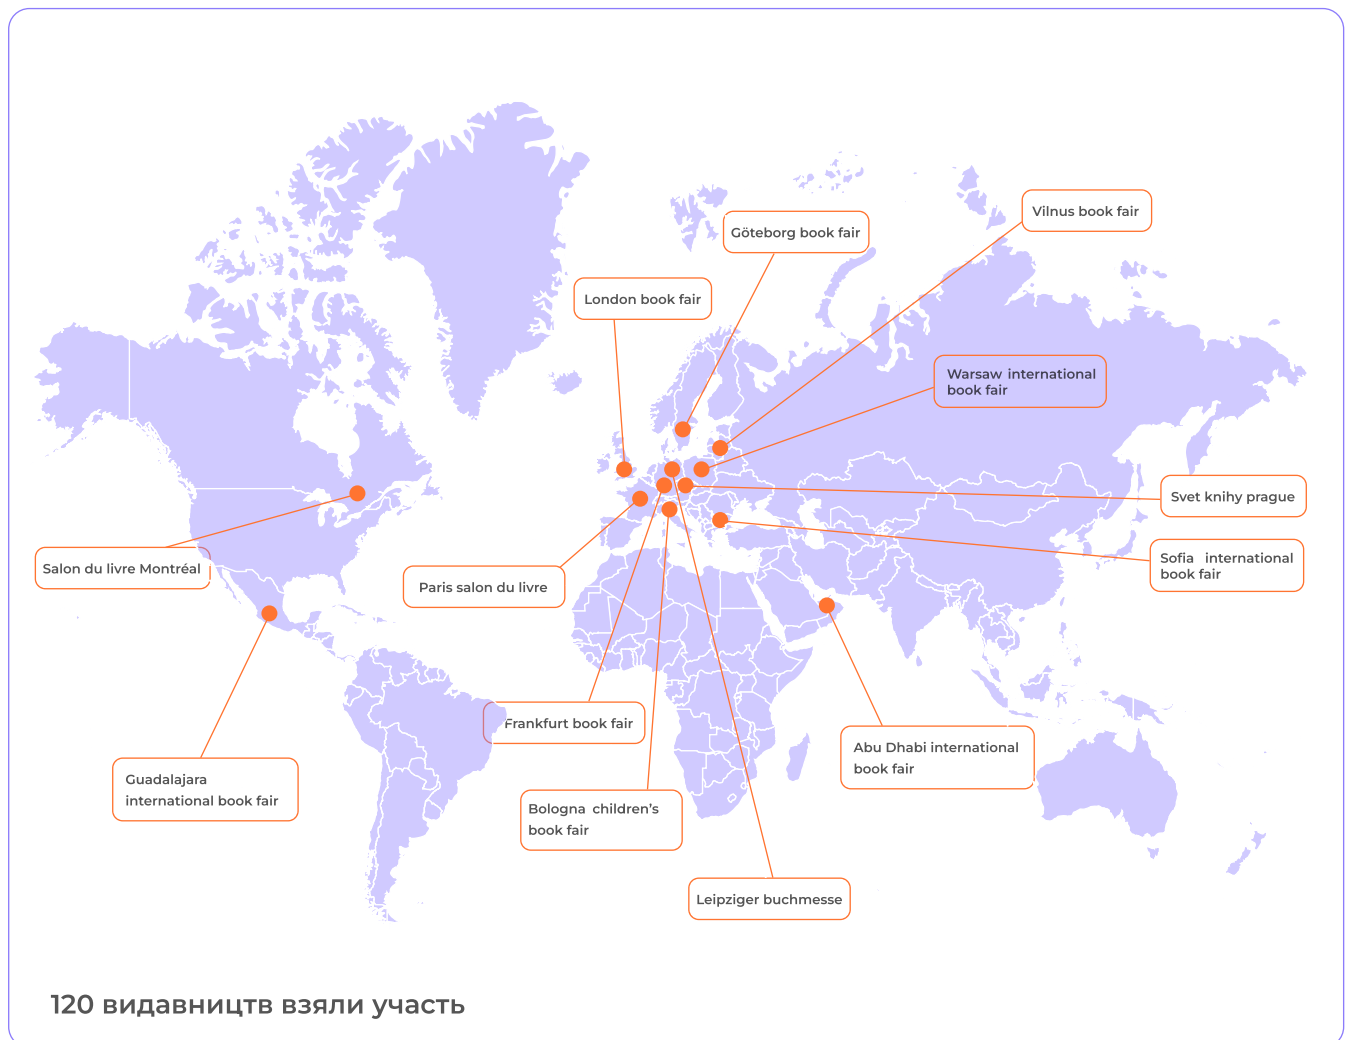 Vilnus book fair
Göteborg book fair
London book fair
Warsaw international
book fair
Svet knihy prague
Sofia international
book fair
Salon du livre Montréal
Paris salon du livre
Frankfurt book fair
Abu Dhabi international
book fair
Guadalajara
international book fair
Bologna children’s
book fair
Leipziger buchmesse
120 видавництв взяли участь